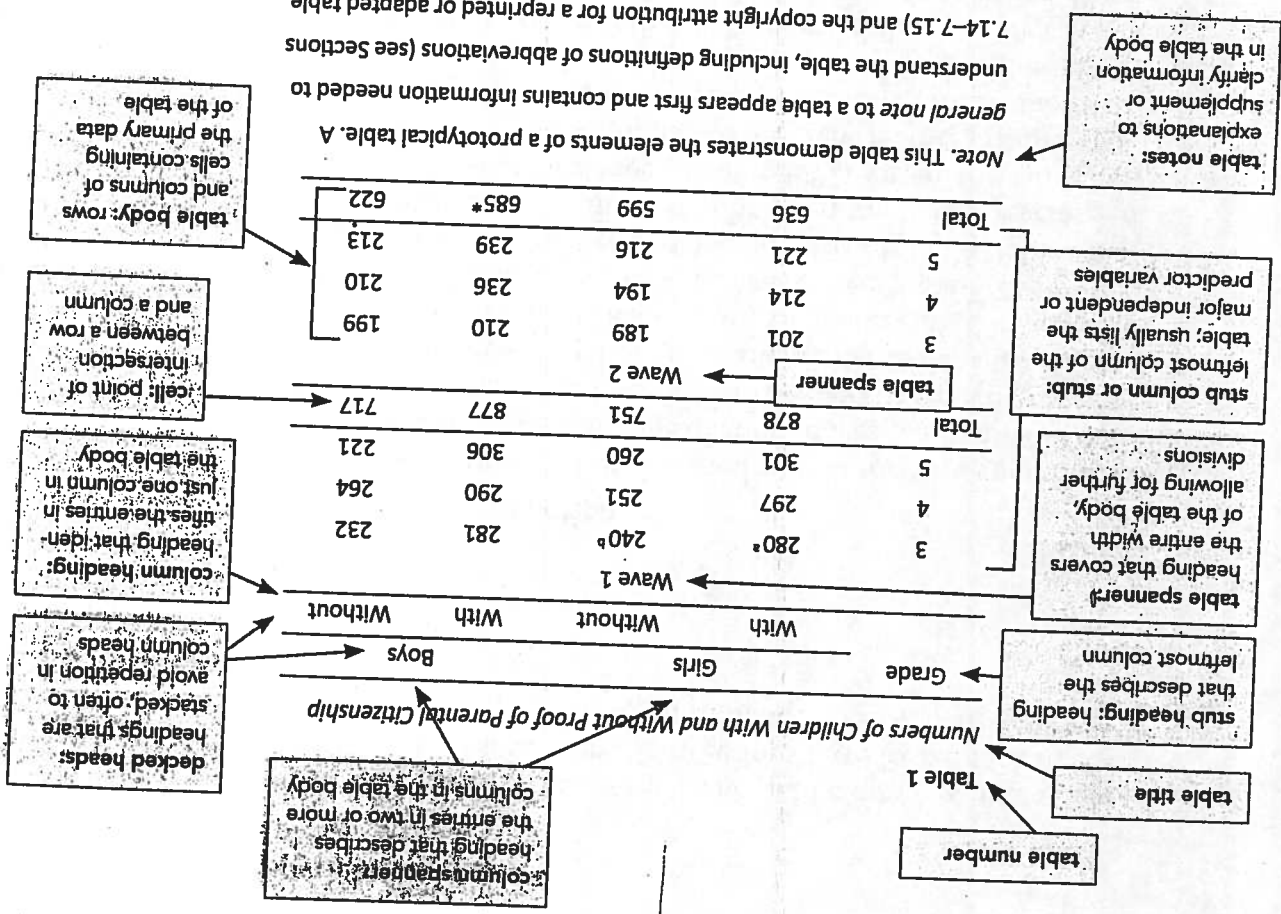 table number
column spanner:
heading that describes
the entries in two or more
columns in the table body
table title
Table 1
Numbers of Children With and Without Proof of Parental Citizenship
stub heading: heading
that describes the
leftmost column
decked heads:
headings that are
stacked, often to
avoid repetition in
column heads
Grade Girls Boys
With Without With Without
table spanner:
heading that covers
the entire width
of the table body,
allowing for further
divisions
column heading:
heading that iden-
tifies the entries in
just one column in
the table body
Wave 1
3 280ª 240ᵇ 281 232
4 297 251 290 264
5 301 260 306 221
Total 878 751 877 717
cell: point of
intersection
between a row
and a column
stub column or stub:
leftmost column of the
table; usually lists the
major independent or
predictor variables
table spanner
Wave 2
3 201 189 210 199
4 214 194 236 210
5 221 216 239 213
Total 636 599 685* 622
table body: rows
and columns of
cells containing
the primary data
of the table
table notes:
explanations to
supplement or
clarify information
in the table body
Note. This table demonstrates the elements of a prototypical table. A
general note to a table appears first and contains information needed to
understand the table, including definitions of abbreviations (see Sections
7.14–7.15) and the copyright attribution for a reprinted or adapted table